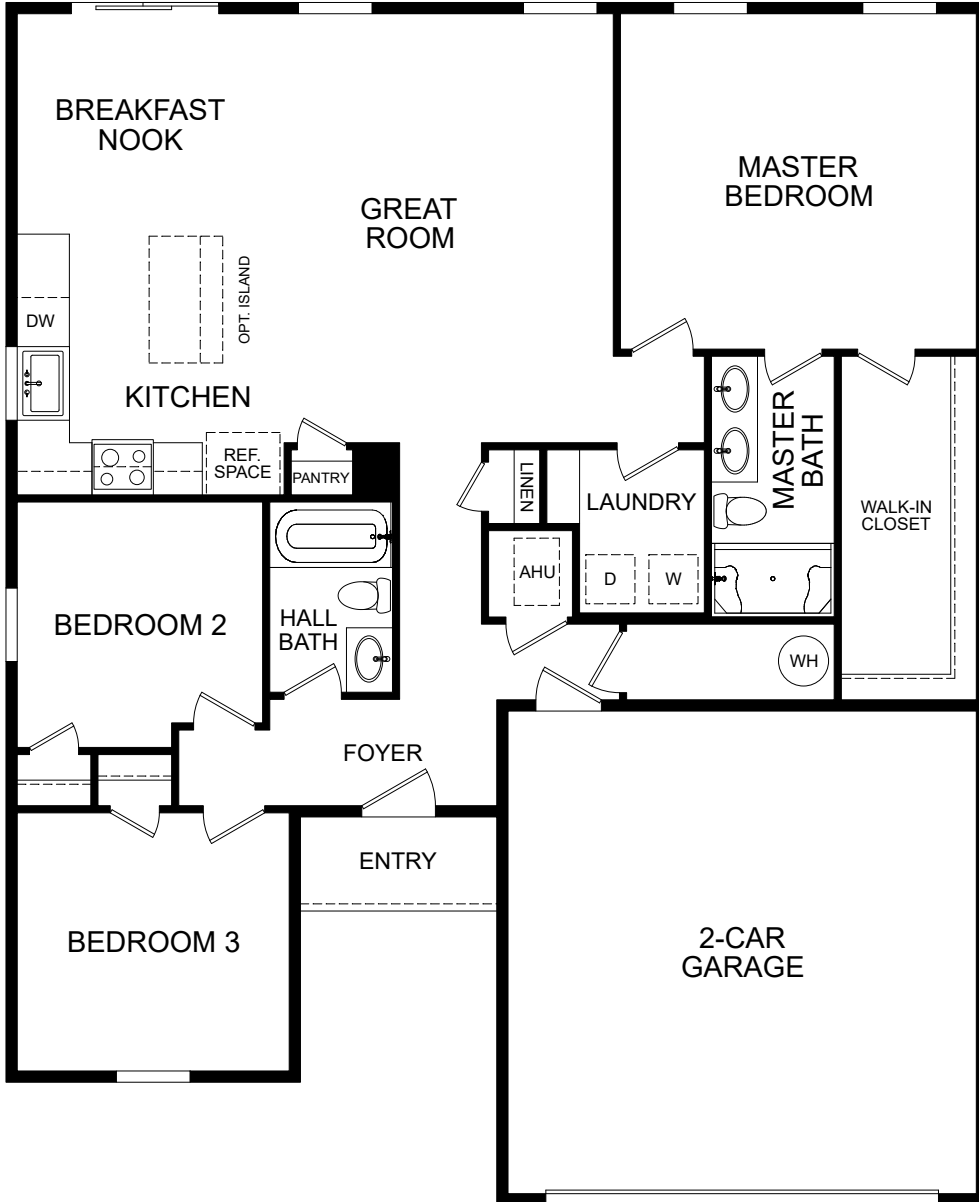 BREAKFAST
NOOK
MASTER
BEDROOM
GREAT
ROOM
OPT. ISLAND
DW
KITCHEN
MASTER
BATH
REF.
SPACE
PANTRY
LINEN
LAUNDRY
WALK-IN
CLOSET
AHU
D
W
BEDROOM 2
HALL
BATH
WH
FOYER
ENTRY
BEDROOM 3
2-CAR
GARAGE